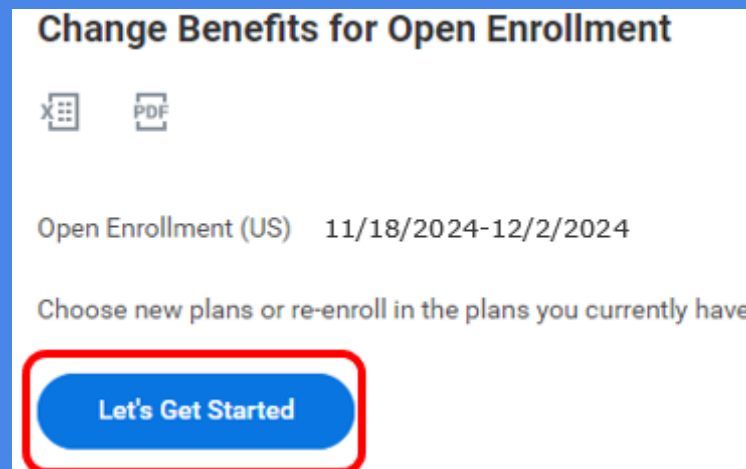 Change Benefits for Open Enrollment
X PDF
Open Enrollment (US) 11/18/2024-12/2/2024
Choose new plans or re-enroll in the plans you currently have
Let's Get Started